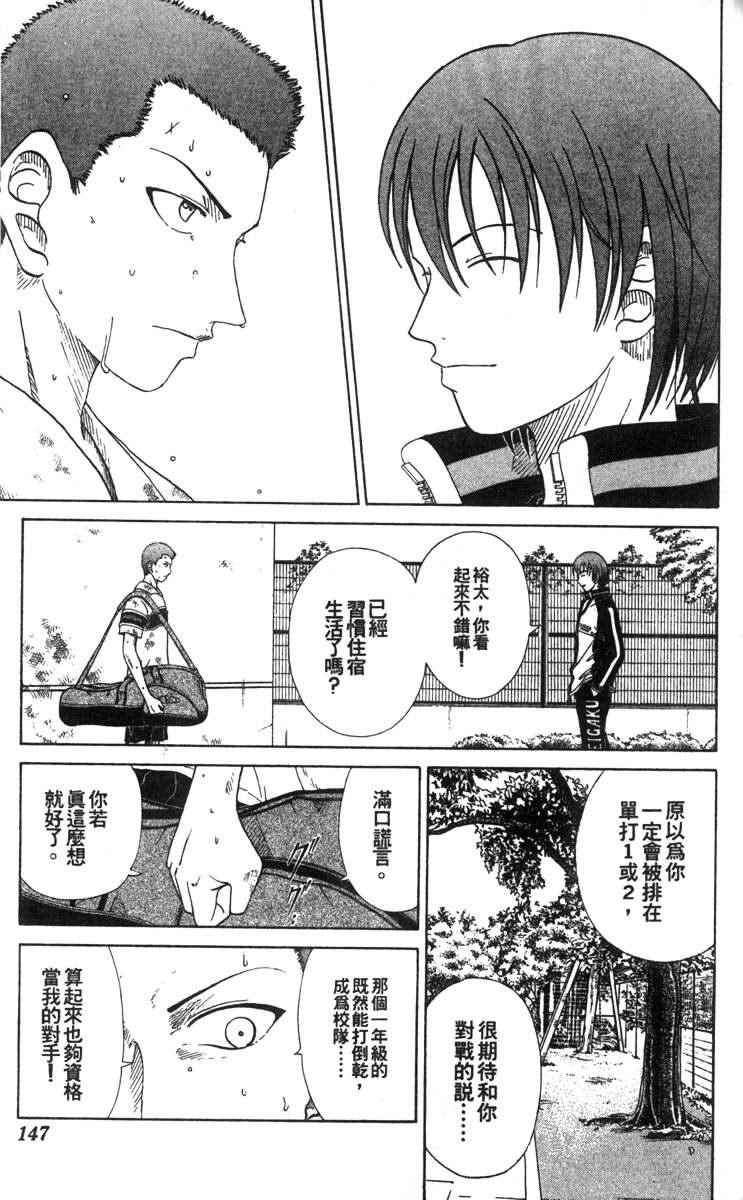 裕太，你看
起來不錯嘛！
已經
習慣住宿
生活了嗎？
EIGAKU
原以為你
一定會被排在
單打1或2，
很期待和你
對戰的說……
滿口謊言。
你若
真這麼想
就好了。
那個一年級的
既然能打倒乾，
成為校隊……
算起來也夠資格
當我的對手！
147